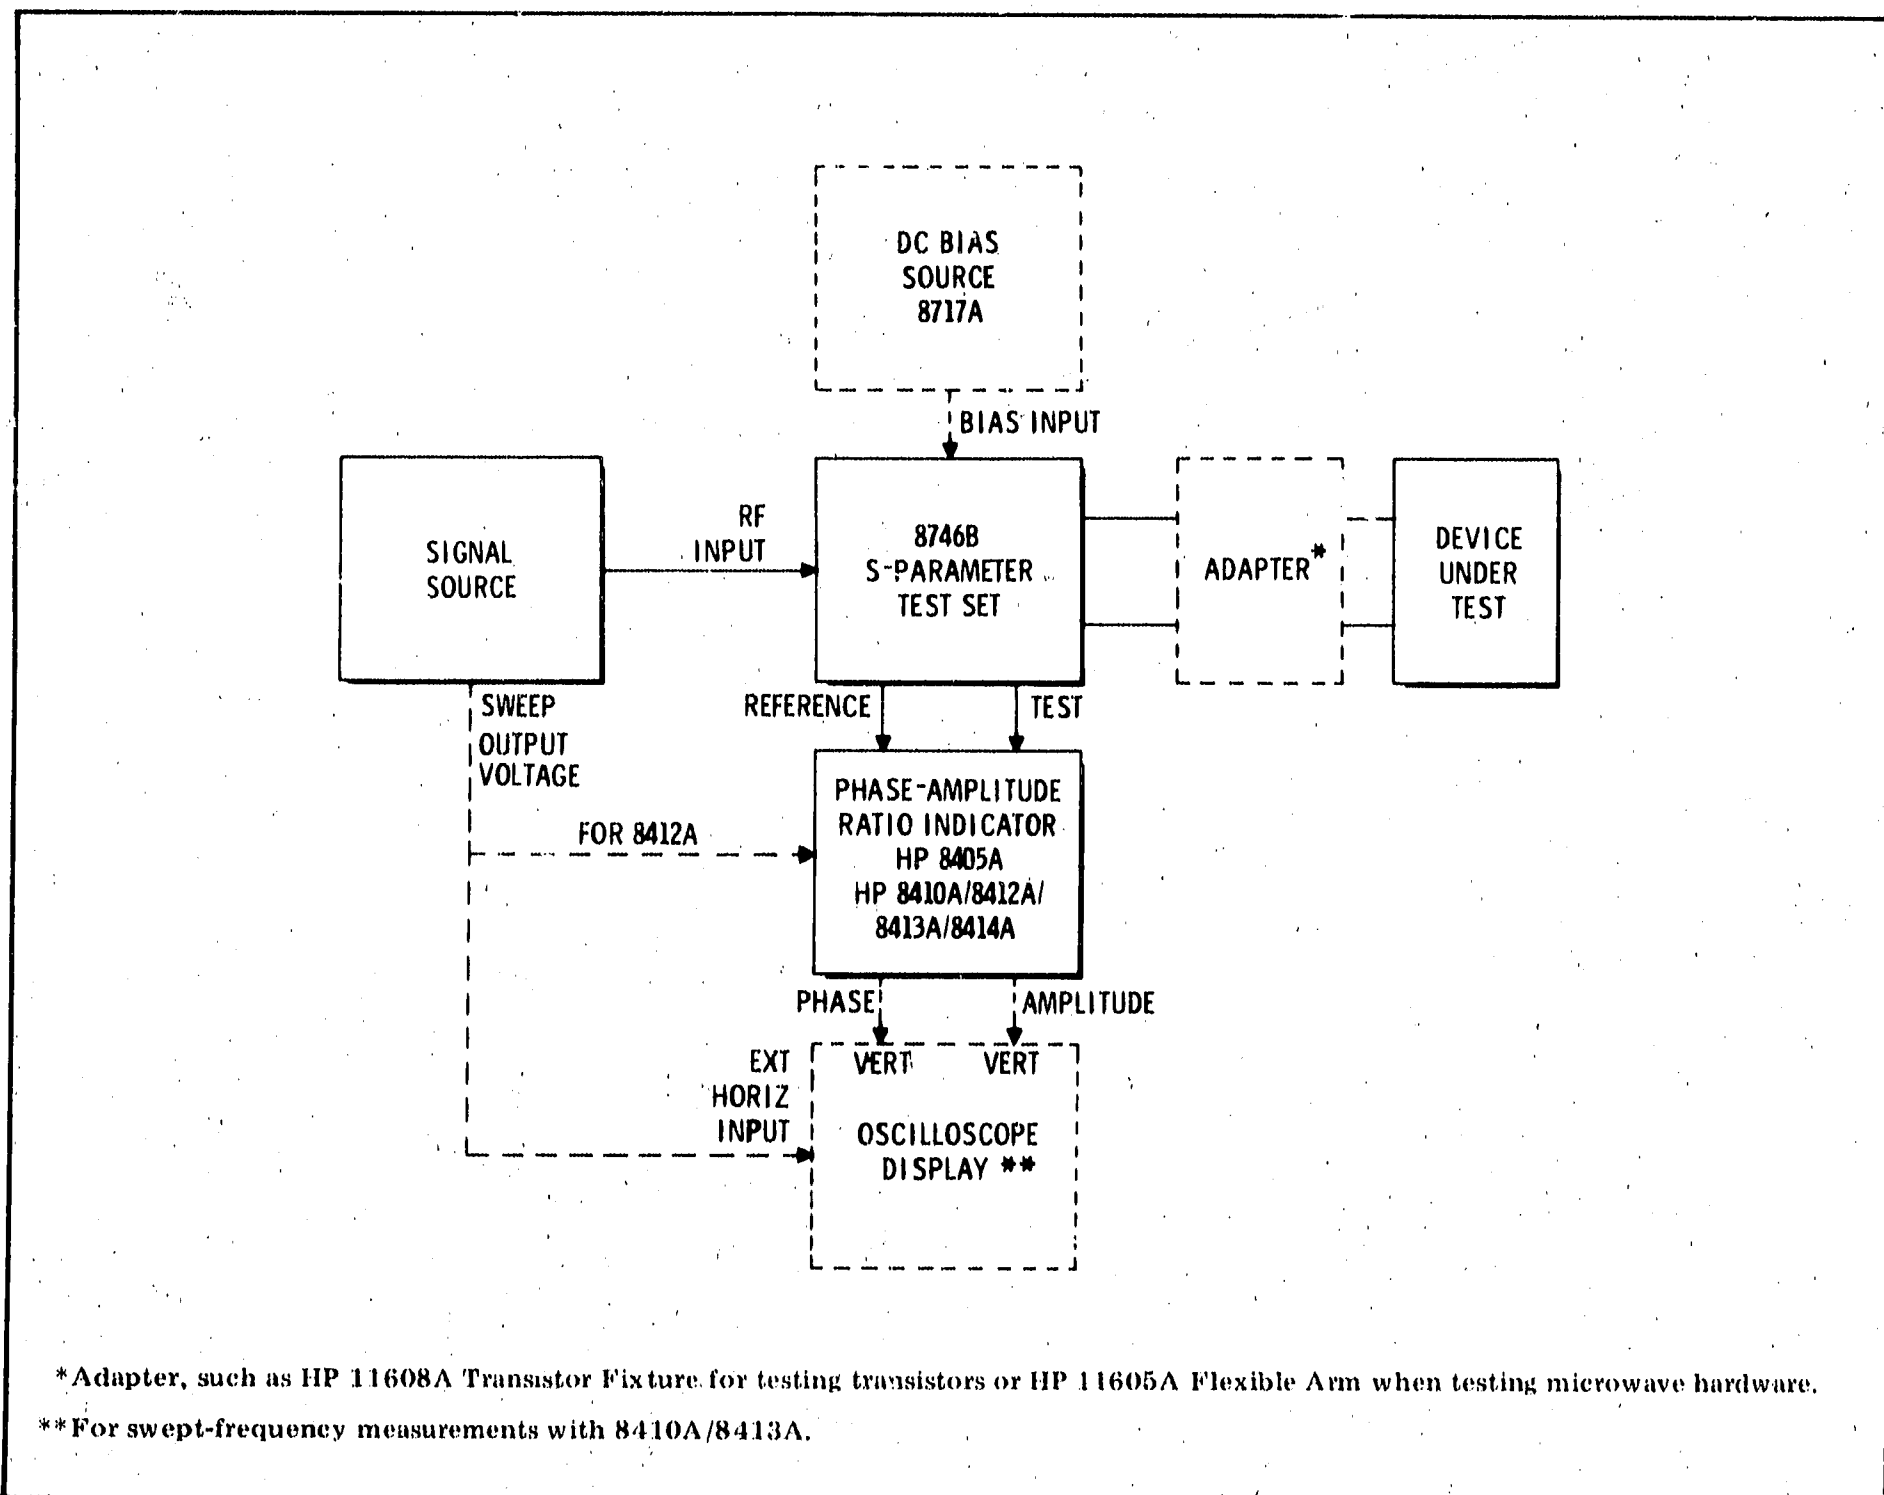 DC BIAS
SOURCE
8717A
BIAS INPUT
SIGNAL
SOURCE
RF
INPUT
8746B
S-PARAMETER
TEST SET
ADAPTER*
DEVICE
UNDER
TEST
SWEEP
OUTPUT
VOLTAGE
REFERENCE
TEST
FOR 8412A
PHASE-AMPLITUDE
RATIO INDICATOR
HP 8405A
HP 8410A/8412A/
8413A/8414A
PHASE
AMPLITUDE
EXT
HORIZ
INPUT
VERT VERT
OSCILLOSCOPE
DISPLAY **
*Adapter, such as HP 11608A Transistor Fixture for testing transistors or HP 11605A Flexible Arm when testing microwave hardware.
**For swept-frequency measurements with 8410A/8413A.